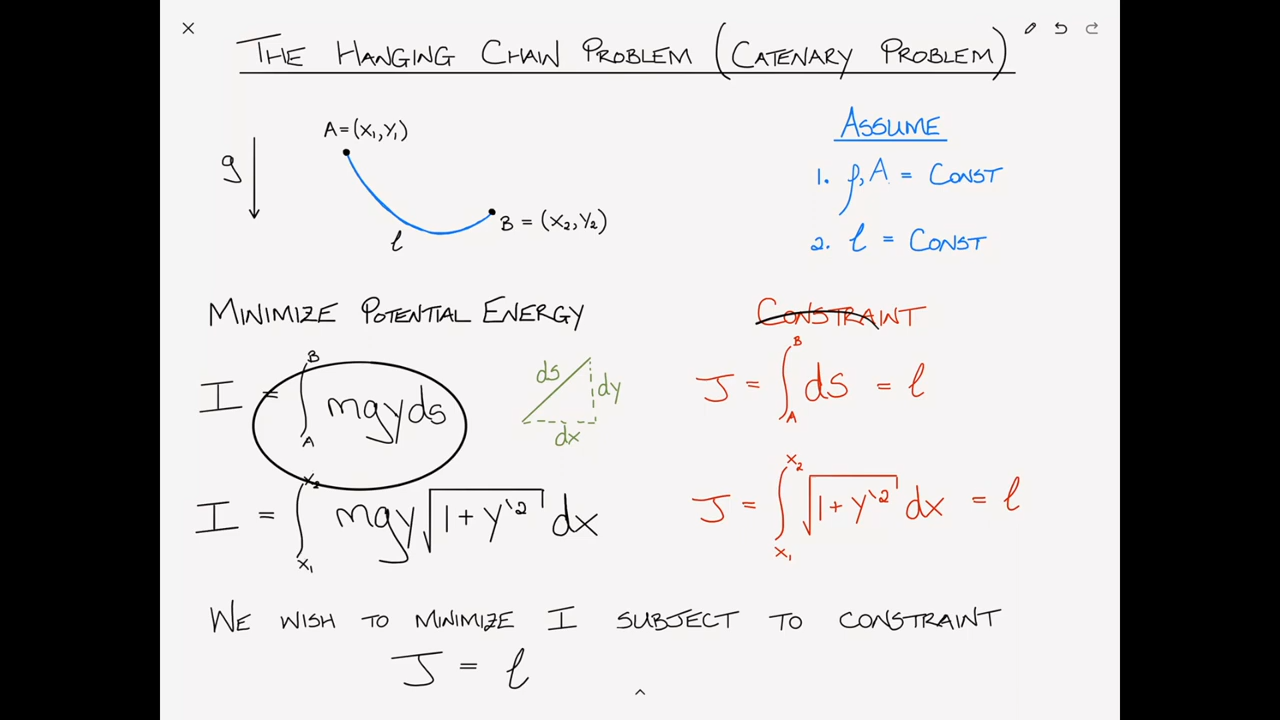 THE HANGING CHAIN PROBLEM (CATENARY PROBLEM)
A=(x₁,y₁)
g
B = (x₂,y₂)
l
ASSUME
1. ρ, A = CONST
2. l = CONST
MINIMIZE POTENTIAL ENERGY
I = ∫_A^B mgy ds
ds
dy
dx
I = ∫_{x₁}^{x₂} mgy √(1 + y'²) dx
CONSTRAINT
J = ∫_A^B ds = l
J = ∫_{x₁}^{x₂} √(1 + y'²) dx = l
WE WISH TO MINIMIZE I SUBJECT TO CONSTRAINT
J = l